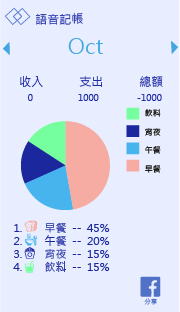 語音記帳
Oct
收入 支出 總額
0 1000 -1000
飲料
宵夜
午餐
早餐
1. 早餐 -- 45%
2. 午餐 -- 20%
3. 宵夜 -- 15%
4. 飲料 -- 15%
分享